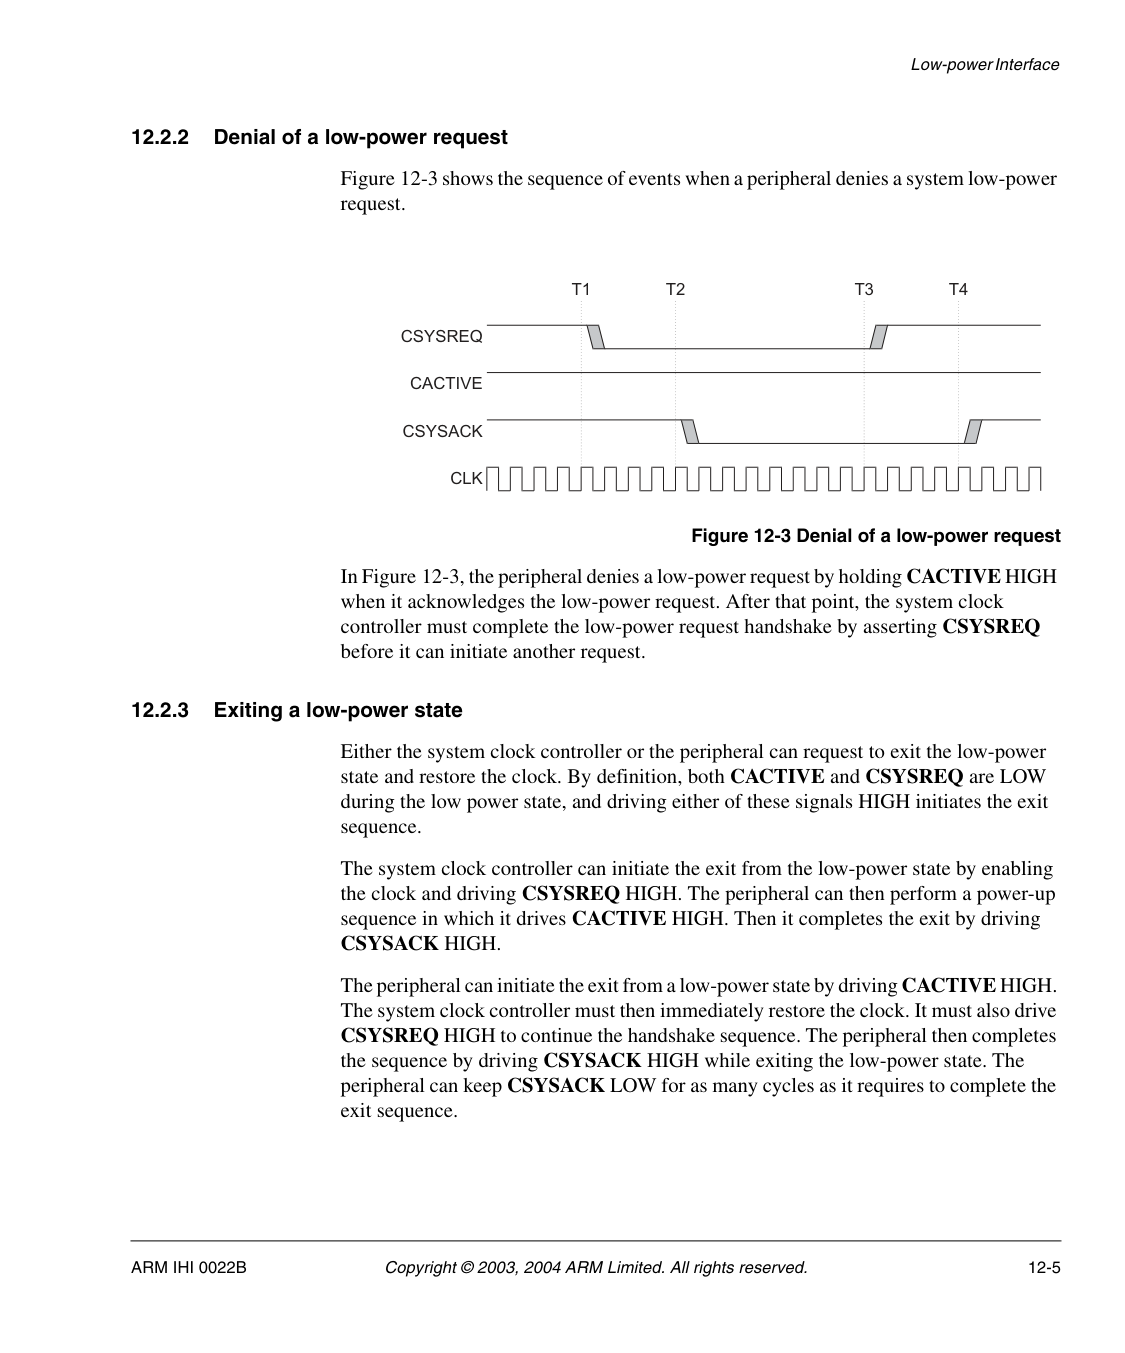 Low-power Interface
12.2.2 Denial of a low-power request
Figure 12-3 shows the sequence of events when a peripheral denies a system low-power
request.
T1 T2 T3 T4
CSYSREQ
CACTIVE
CSYSACK
CLK
Figure 12-3 Denial of a low-power request
In Figure 12-3, the peripheral denies a low-power request by holding CACTIVE HIGH
when it acknowledges the low-power request. After that point, the system clock
controller must complete the low-power request handshake by asserting CSYSREQ
before it can initiate another request.
12.2.3 Exiting a low-power state
Either the system clock controller or the peripheral can request to exit the low-power
state and restore the clock. By definition, both CACTIVE and CSYSREQ are LOW
during the low power state, and driving either of these signals HIGH initiates the exit
sequence.
The system clock controller can initiate the exit from the low-power state by enabling
the clock and driving CSYSREQ HIGH. The peripheral can then perform a power-up
sequence in which it drives CACTIVE HIGH. Then it completes the exit by driving
CSYSACK HIGH.
The peripheral can initiate the exit from a low-power state by driving CACTIVE HIGH.
The system clock controller must then immediately restore the clock. It must also drive
CSYSREQ HIGH to continue the handshake sequence. The peripheral then completes
the sequence by driving CSYSACK HIGH while exiting the low-power state. The
peripheral can keep CSYSACK LOW for as many cycles as it requires to complete the
exit sequence.
ARM IHI 0022B Copyright © 2003, 2004 ARM Limited. All rights reserved. 12-5